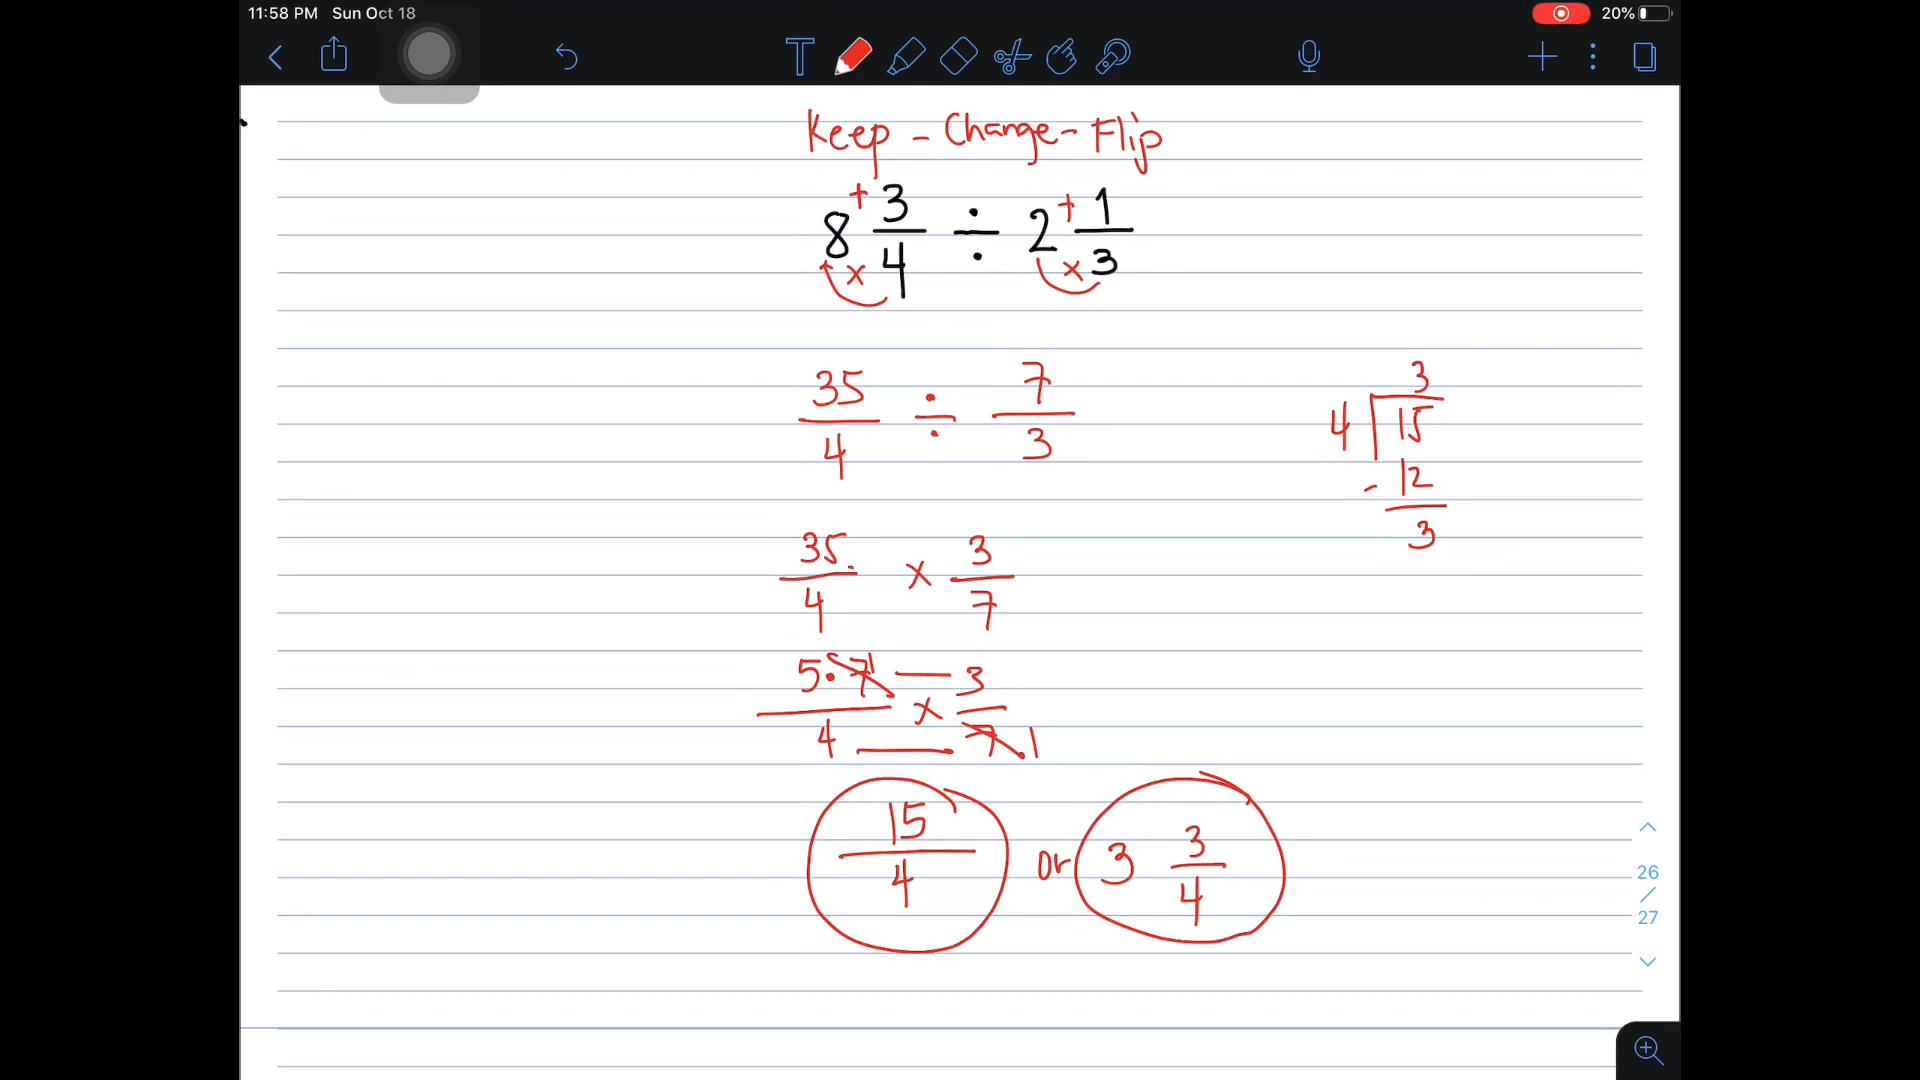 11:58 PM Sun Oct 18
20%
Keep - Change - Flip
8 + 3/4 ÷ 2 + 1/3
x x
35/4 ÷ 7/3
3
4 15
- 12
3
35/4 x 3/7
5 · 7 1 3
4 x 7 1
15/4 or 3 3/4
26
/
27